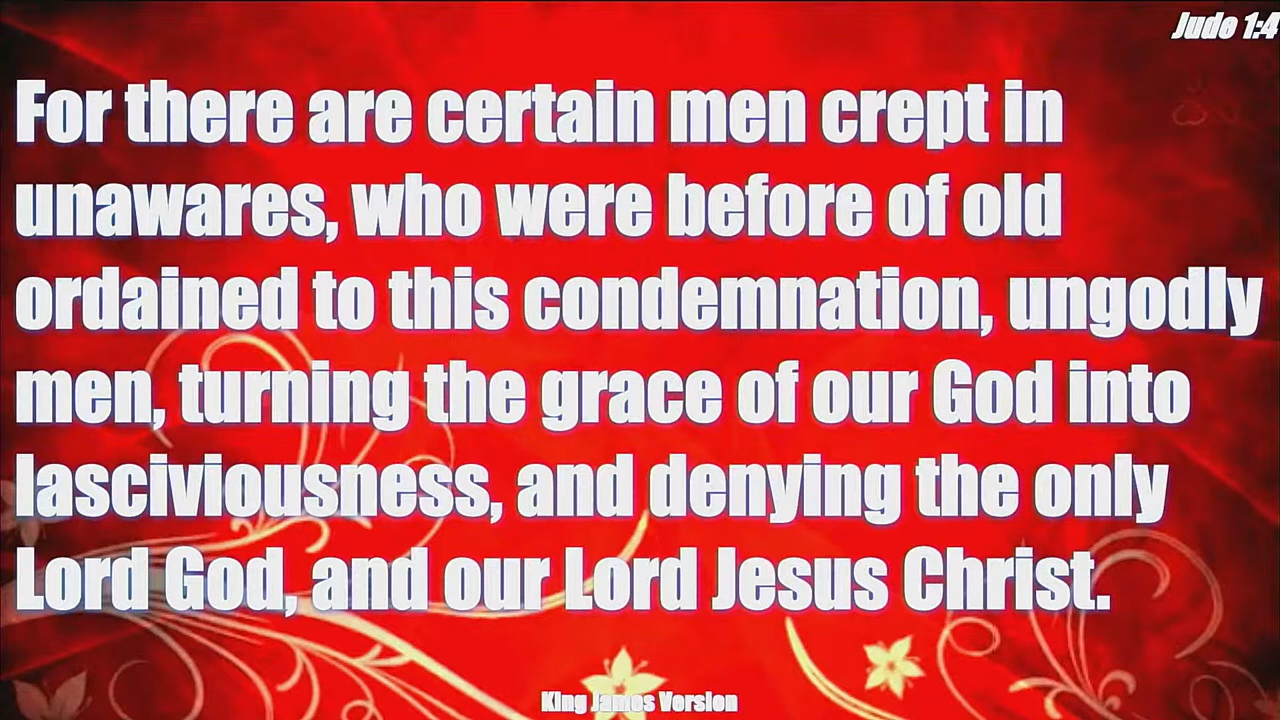 Jude 1:4
For there are certain men crept in
unawares, who were before of old
ordained to this condemnation, ungodly
men, turning the grace of our God into
lasciviousness, and denying the only
Lord God, and our Lord Jesus Christ.
King James Version